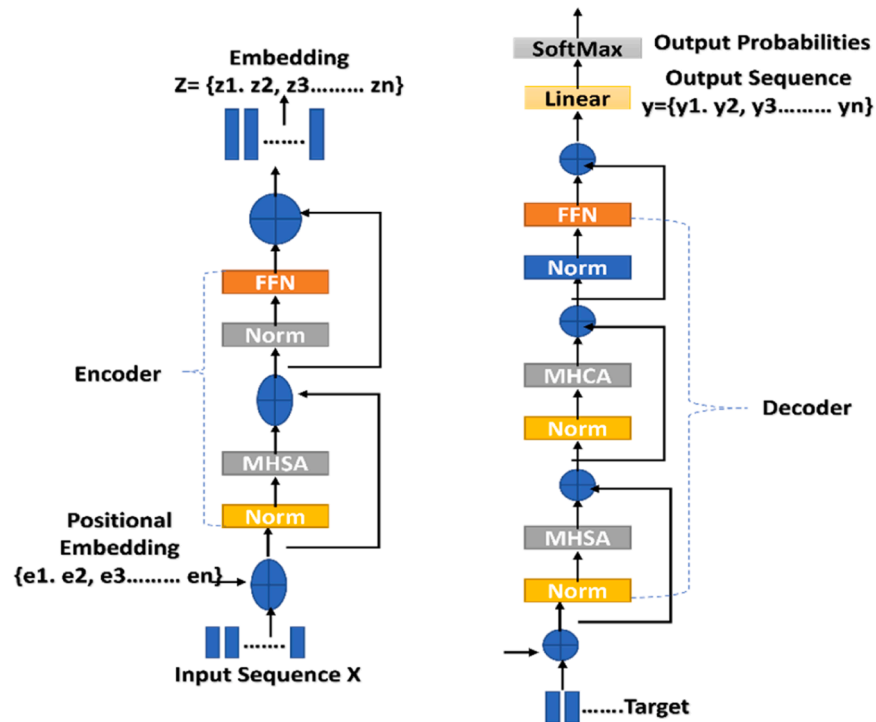 Embedding
Z= {z1. z2, z3……… zn}
…….
FFN
Norm
Encoder
MHSA
Norm
Positional
Embedding
{e1. e2, e3……… en}
…….
Input Sequence X
SoftMax
Output Probabilities
Output Sequence
Linear
y={y1. y2, y3……… yn}
FFN
Norm
MHCA
Norm
Decoder
MHSA
Norm
…….Target